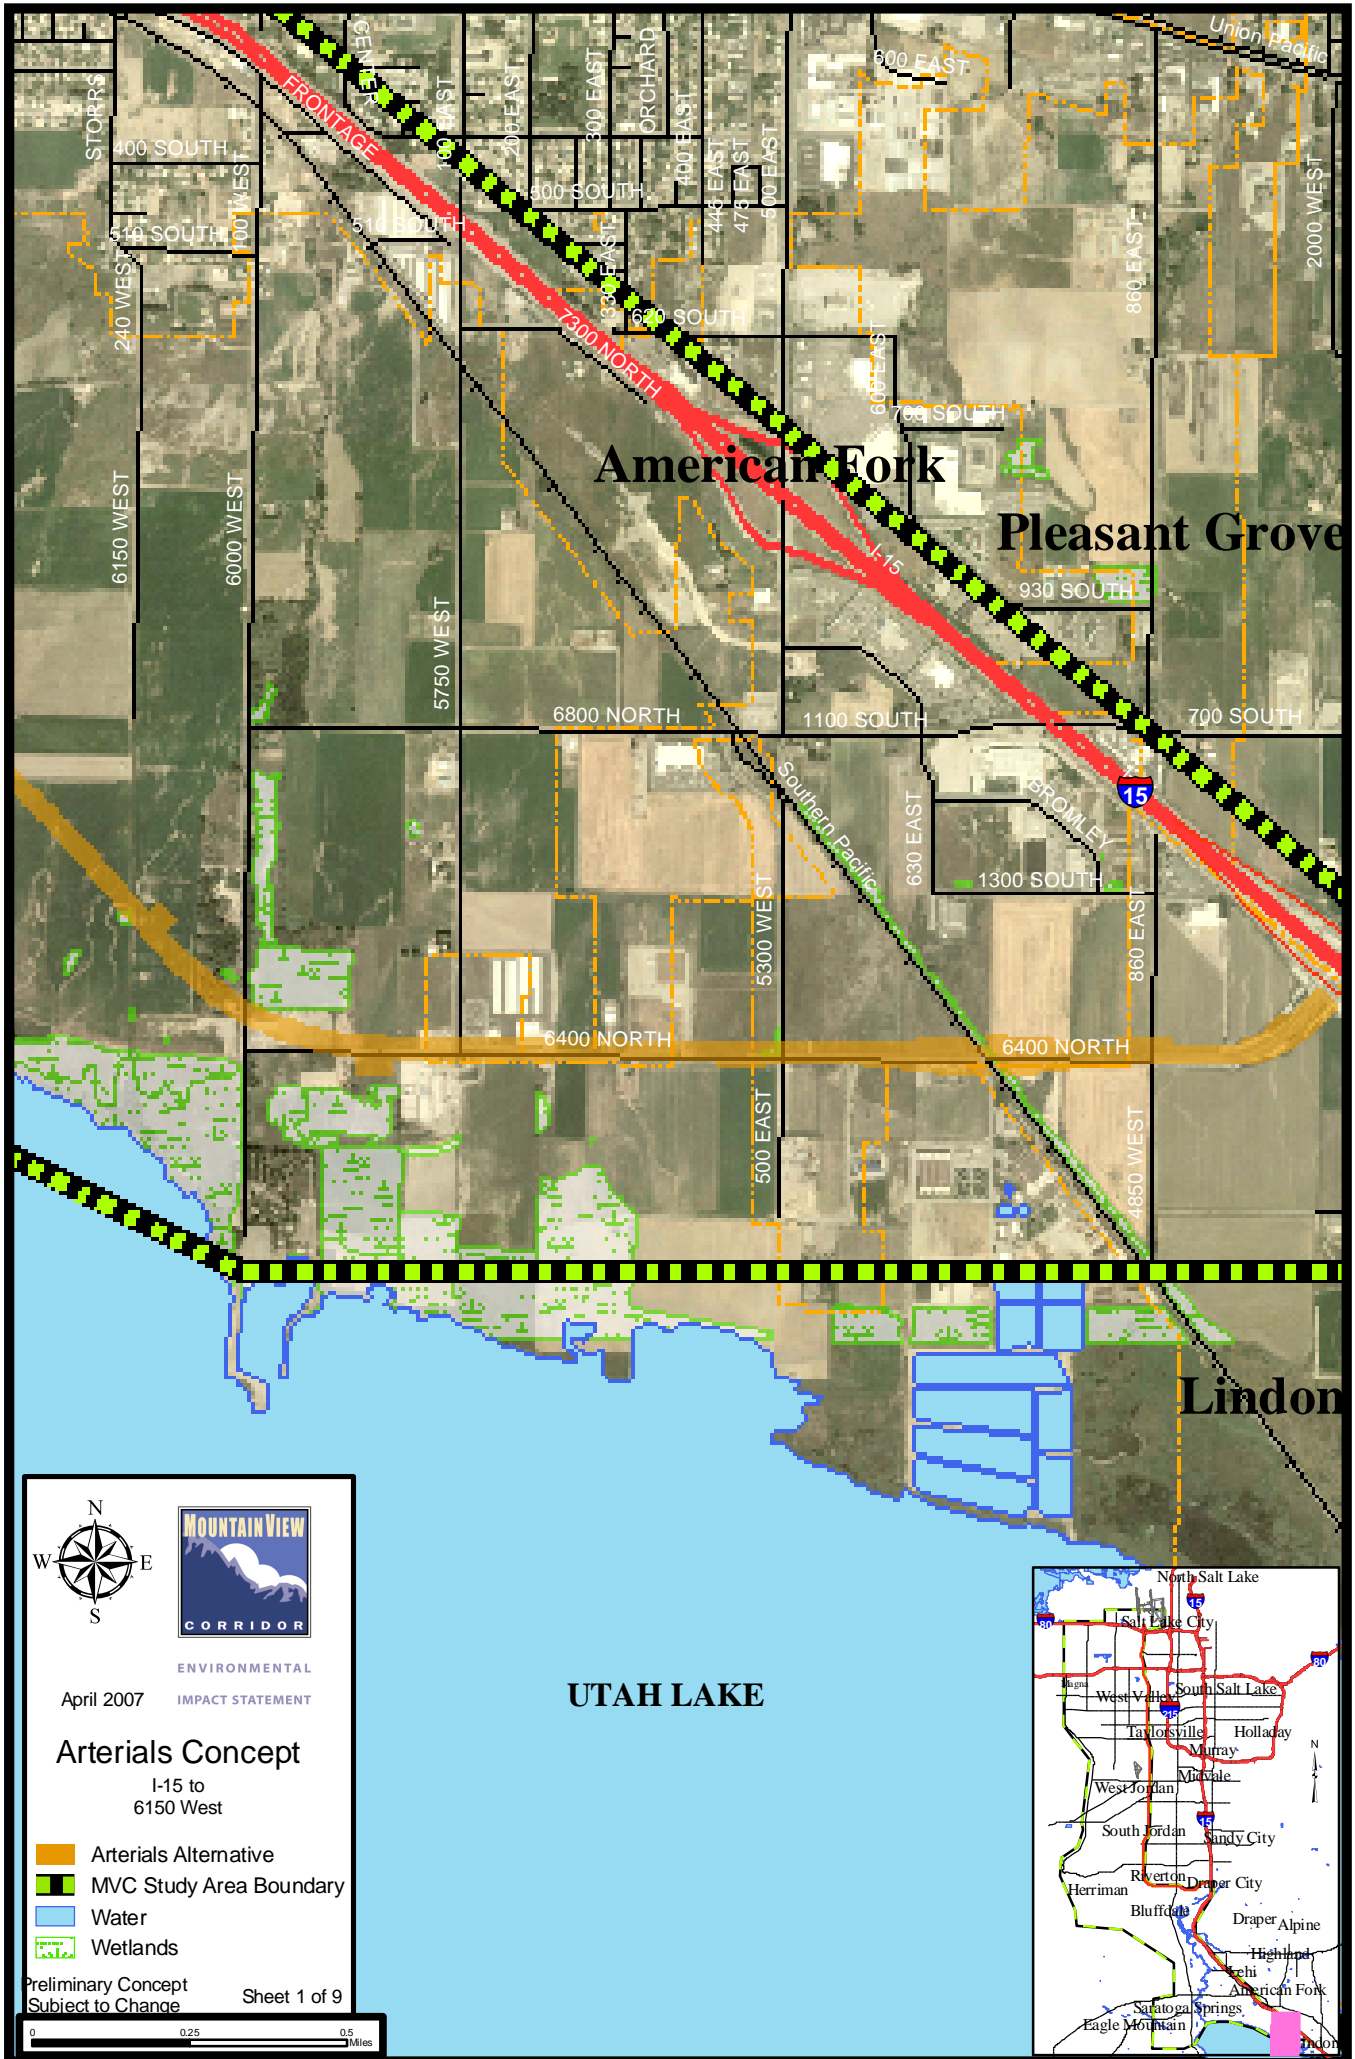 Union Pacific
600 EAST
CENTER
FRONTAGE
STORRS
100 EAST
200 EAST
300 EAST
ORCHARD
400 EAST
445 EAST
475 EAST
500 EAST
400 SOUTH
100 WEST
500 SOUTH
510 SOUTH
510 SOUTH
240 WEST
330 EAST
620 SOUTH
860 EAST
2000 WEST
7300 NORTH
600 EAST
700 SOUTH
American Fork
Pleasant Grove
6150 WEST
6000 WEST
I-15
930 SOUTH
5750 WEST
6800 NORTH
1100 SOUTH
700 SOUTH
Southern Pacific
630 EAST
BROMLEY
15
1300 SOUTH
5300 WEST
860 EAST
6400 NORTH
6400 NORTH
500 EAST
4850 WEST
Lindon
UTAH LAKE
N
W E
S
MOUNTAIN VIEW
CORRIDOR
ENVIRONMENTAL
IMPACT STATEMENT
April 2007
Arterials Concept
I-15 to
6150 West
Arterials Alternative
MVC Study Area Boundary
Water
Wetlands
Preliminary Concept
Subject to Change
Sheet 1 of 9
0 0.25 0.5
Miles
North Salt Lake
15
80
Salt Lake City
80
Magna
West Valley
South Salt Lake
215
Taylorsville
Holladay
Murray
N
Midvale
West Jordan
15
South Jordan
Sandy City
Riverton
Draper City
Herriman
Bluffdale
Draper
Alpine
Highland
Lehi
American Fork
Saratoga Springs
Eagle Mountain
Lindon